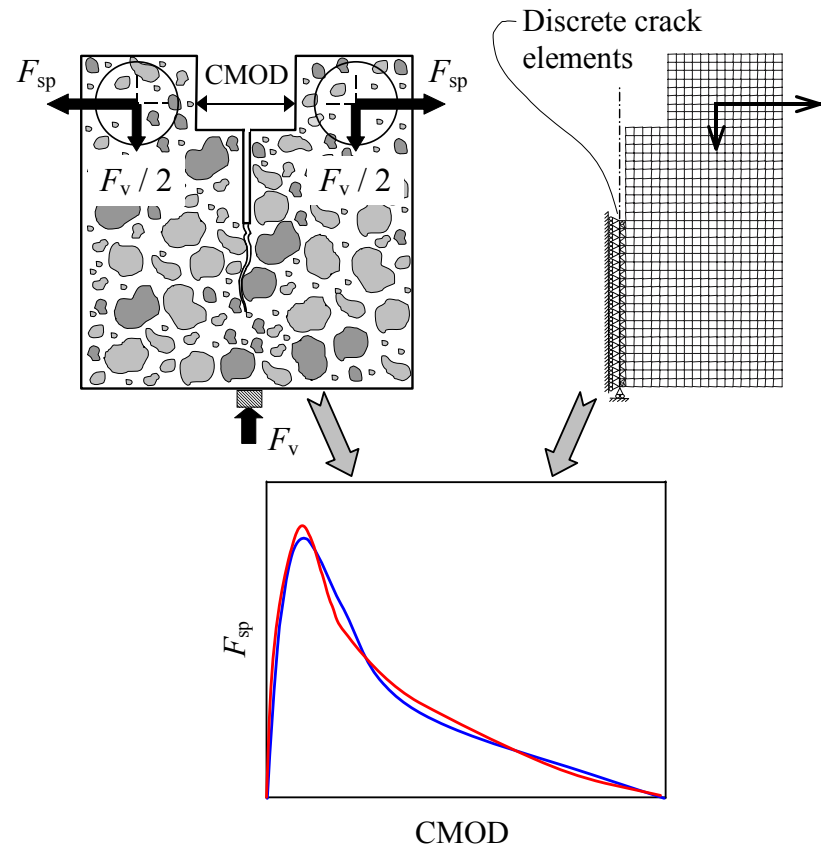 Discrete crack
elements
F_sp
CMOD
F_sp
F_v / 2
F_v / 2
F_v
F_sp
CMOD